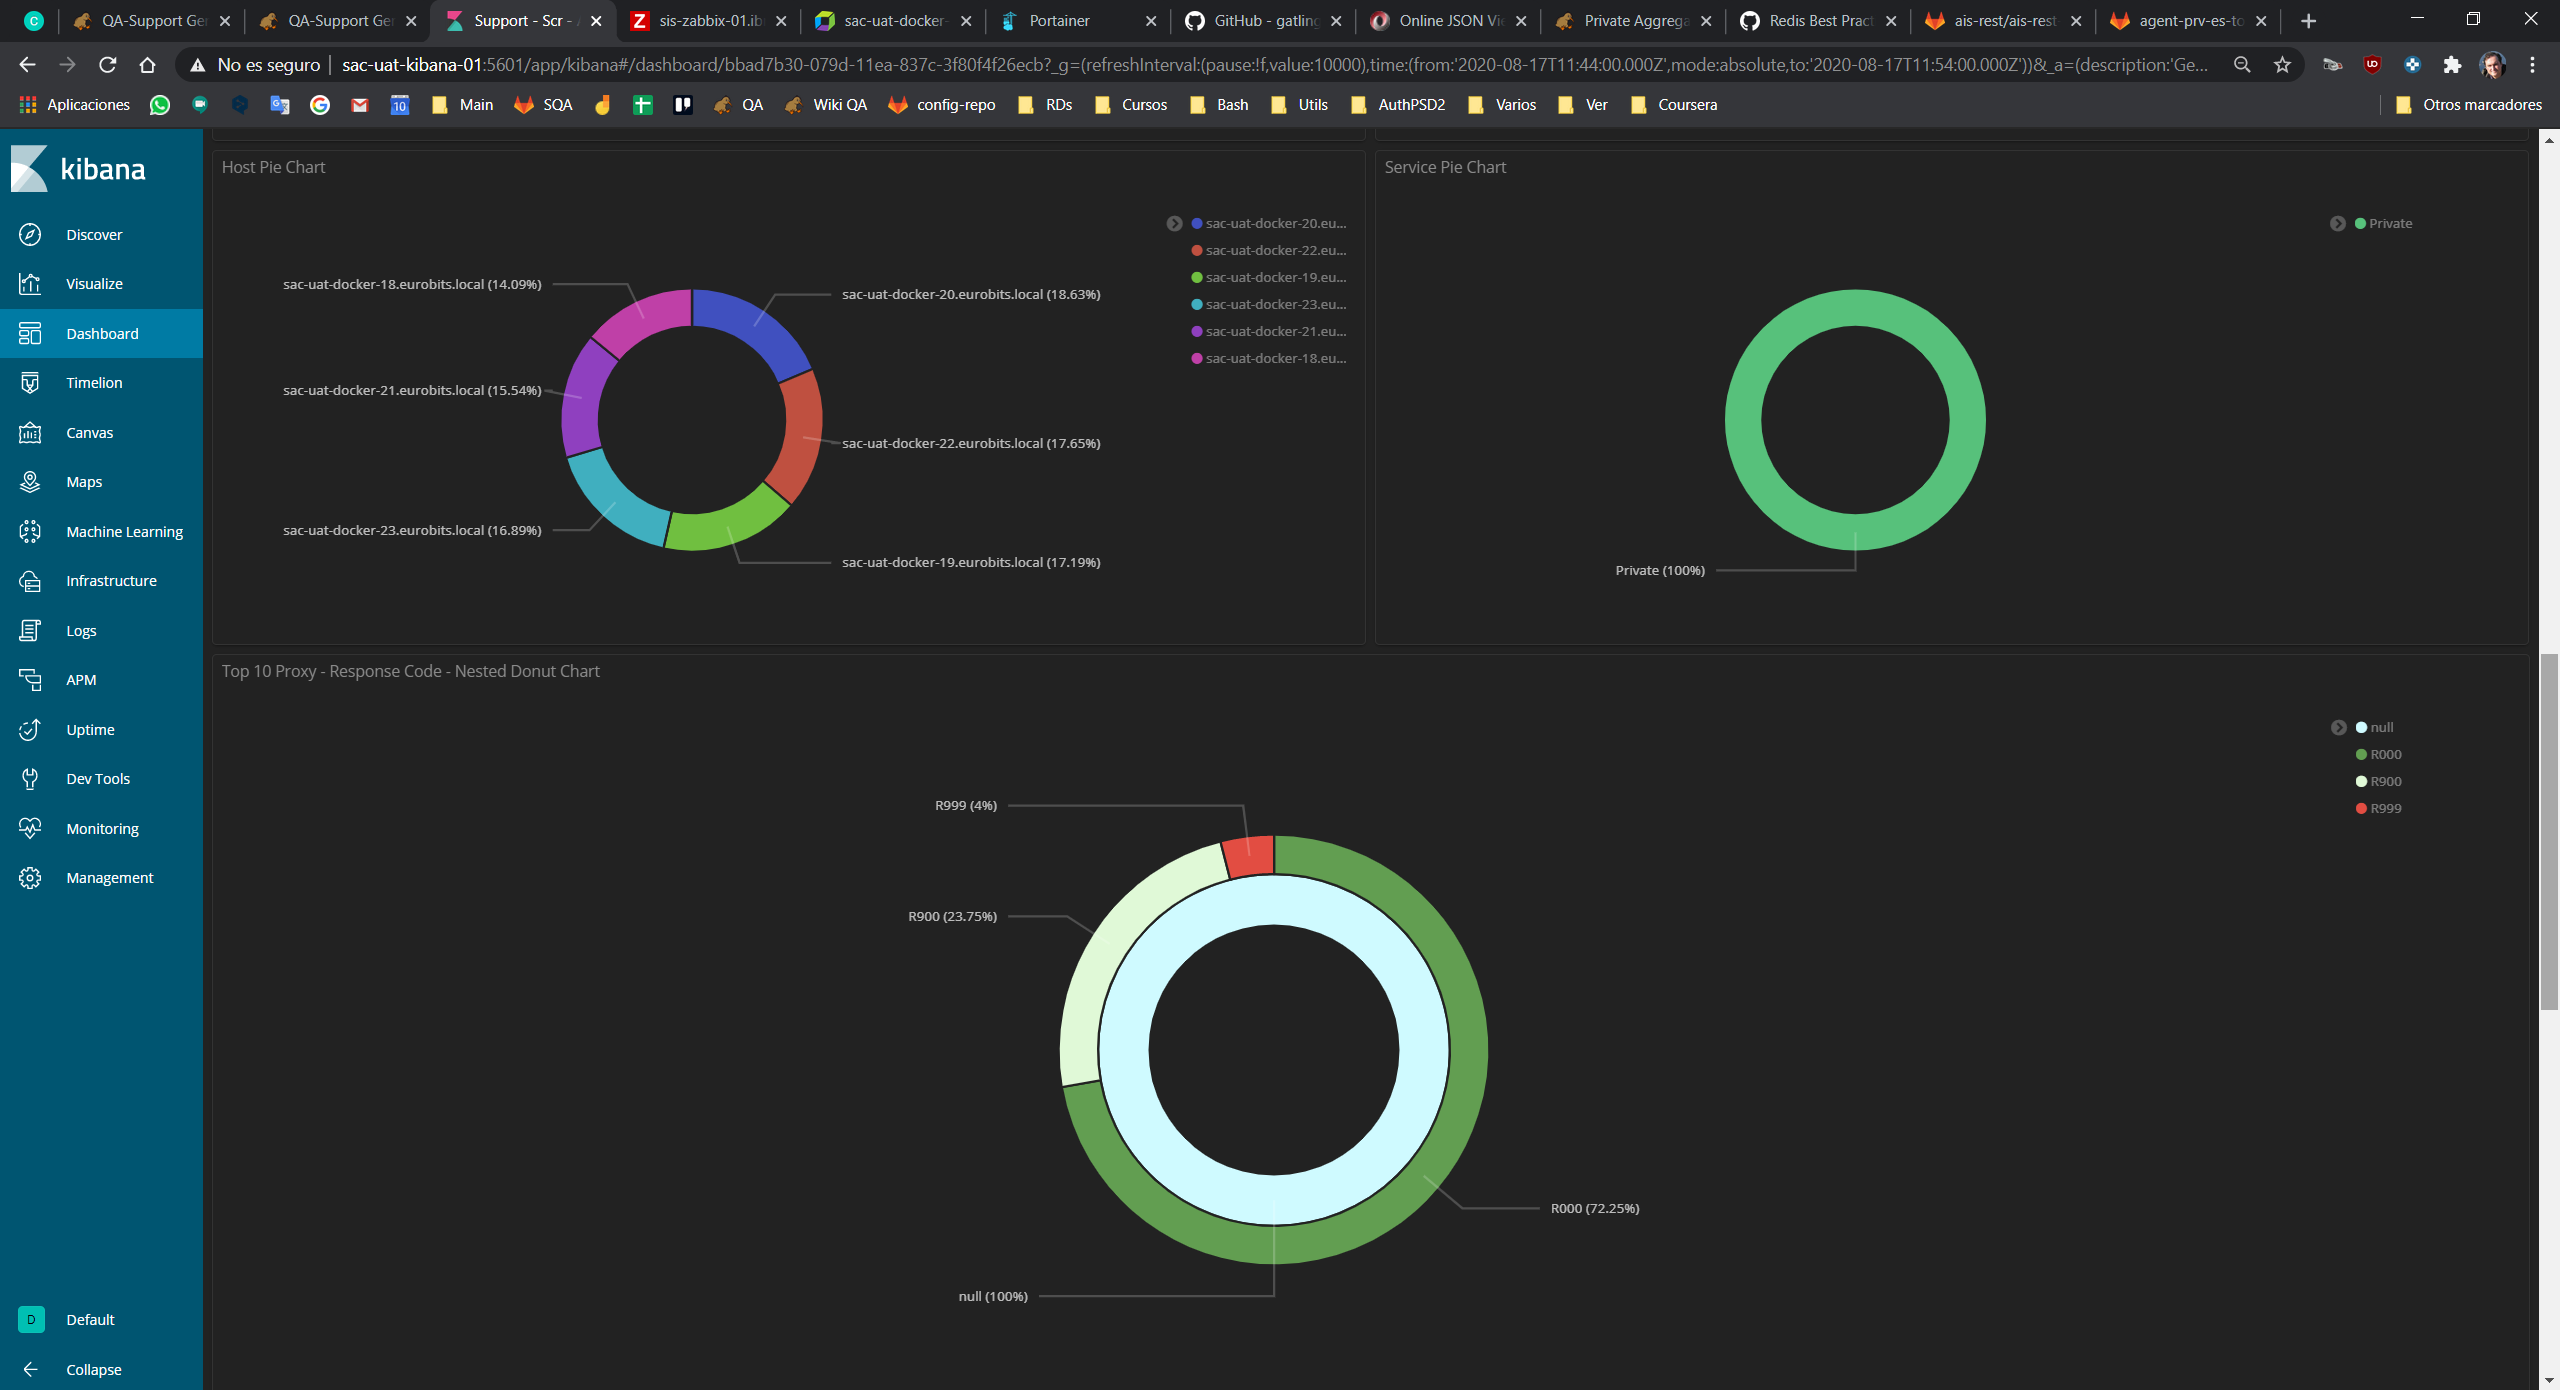 C
QA-Support Ger
QA-Support Ger
Support - Scr - A
Z
sis-zabbix-01.ib
sac-uat-docker-
Portainer
GitHub - gatling
Online JSON Vie
Private Aggrega
Redis Best Pract
ais-rest/ais-rest-
agent-prv-es-to
No es seguro | sac-uat-kibana-01:5601/app/kibana#/dashboard/bbad7b30-079d-11ea-837c-3f80f4f26ecb?_g=(refreshInterval:(pause:!f,value:10000),time:(from:'2020-08-17T11:44:00.000Z',mode:absolute,to:'2020-08-17T11:54:00.000Z'))&_a=(description:'Ge...
Aplicaciones
10
Main
SQA
QA
Wiki QA
config-repo
RDs
Cursos
Bash
Utils
AuthPSD2
Varios
Ver
Coursera
Otros marcadores
kibana
Discover
Visualize
Dashboard
Timelion
Canvas
Maps
Machine Learning
Infrastructure
Logs
APM
Uptime
Dev Tools
Monitoring
Management
D
Default
Collapse
Host Pie Chart
sac-uat-docker-18.eurobits.local (14.09%)
sac-uat-docker-20.eurobits.local (18.63%)
sac-uat-docker-21.eurobits.local (15.54%)
sac-uat-docker-22.eurobits.local (17.65%)
sac-uat-docker-23.eurobits.local (16.89%)
sac-uat-docker-19.eurobits.local (17.19%)
sac-uat-docker-20.eu...
sac-uat-docker-22.eu...
sac-uat-docker-19.eu...
sac-uat-docker-23.eu...
sac-uat-docker-21.eu...
sac-uat-docker-18.eu...
Service Pie Chart
Private
Private (100%)
Top 10 Proxy - Response Code - Nested Donut Chart
null
R000
R900
R999
R999 (4%)
R900 (23.75%)
R000 (72.25%)
null (100%)